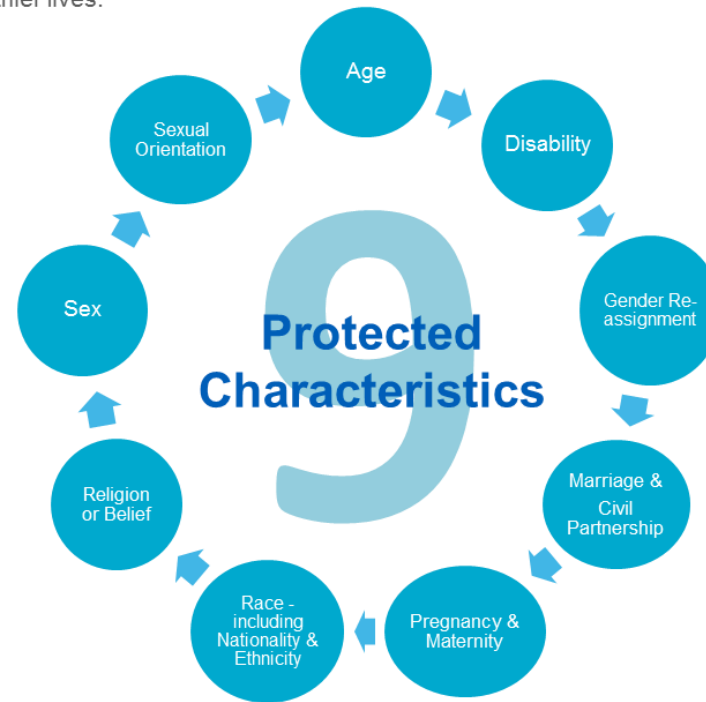 lives.
Age
Disability
Gender Re-
assignment
Marriage &
Civil
Partnership
Pregnancy &
Maternity
Race -
including
Nationality &
Ethnicity
Religion
or Belief
Sex
Sexual
Orientation
9
Protected
Characteristics